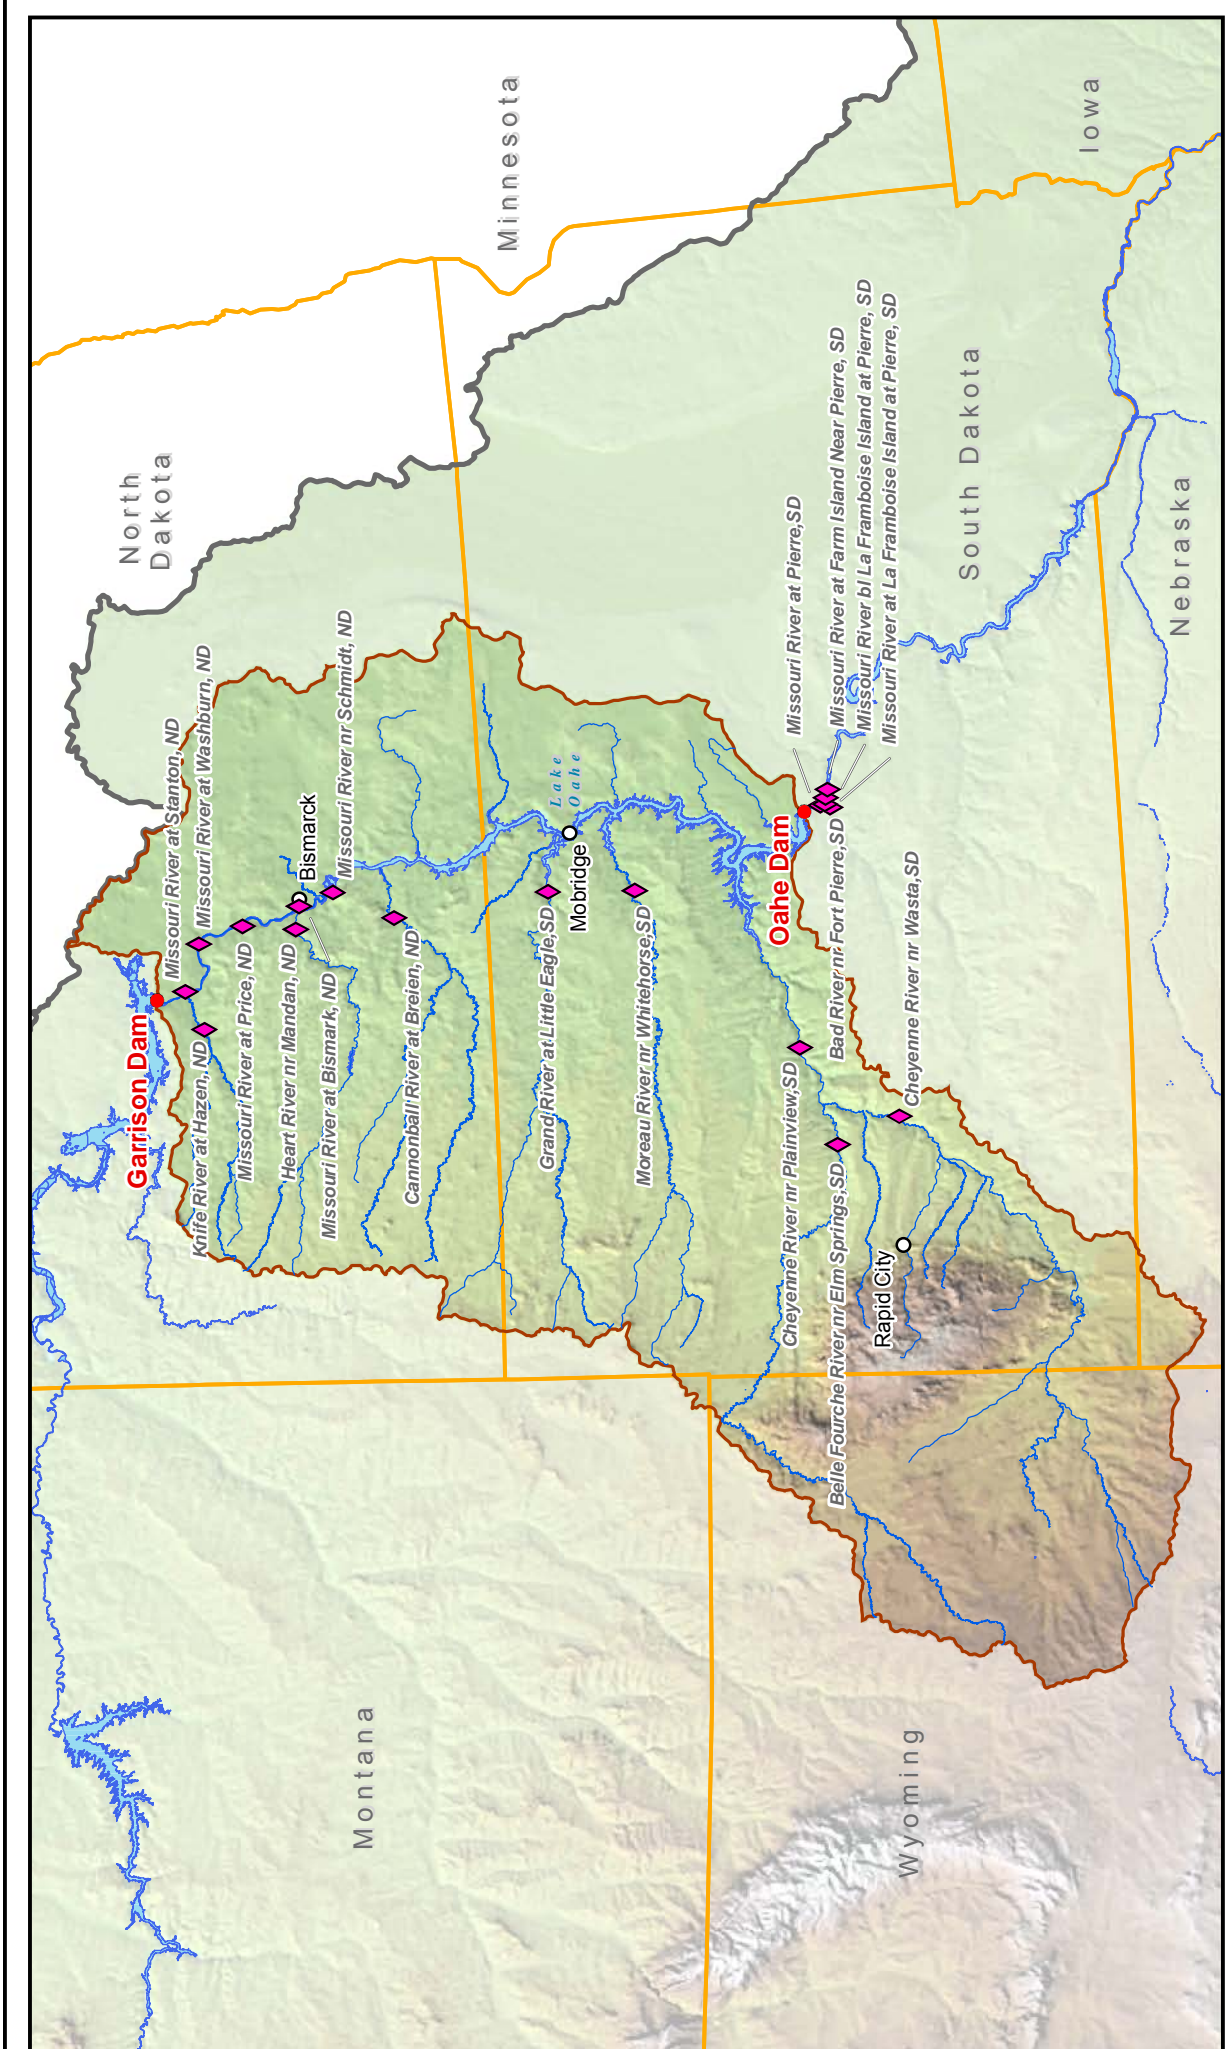 North
Dakota
Minnesota
Iowa
South Dakota
Nebraska
Montana
Wyoming
Garrison Dam
Missouri River at Stanton, ND
Missouri River at Washburn, ND
Knife River at Hazen, ND
Missouri River at Price, ND
Heart River nr Mandan, ND
Bismarck
Missouri River at Bismark, ND
Missouri River nr Schmidt, ND
Cannonball River at Breien, ND
Lake
Oahe
Grand River at Little Eagle,SD
Mobridge
Moreau River nr Whitehorse,SD
Oahe Dam
Missouri River at Pierre,SD
Missouri River at Farm Island Near Pierre, SD
Missouri River bl La Framboise Island at Pierre, SD
Missouri River at La Framboise Island at Pierre, SD
Bad River nr Fort Pierre,SD
Cheyenne River nr Plainview,SD
Cheyenne River nr Wasta,SD
Belle Fourche River nr Elm Springs,SD
Rapid City